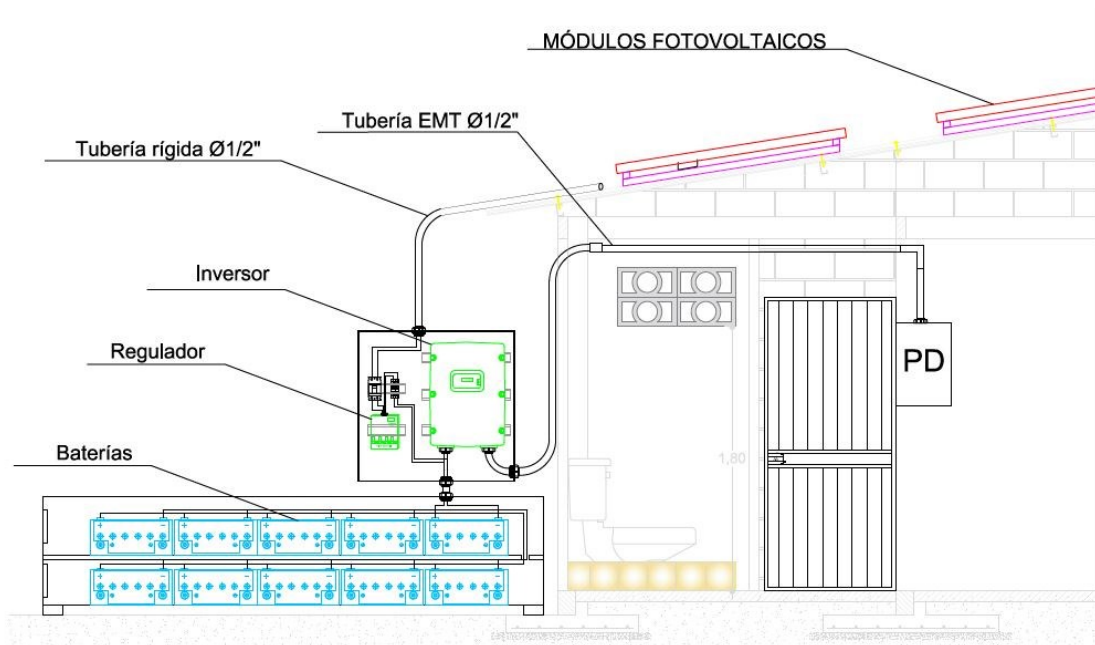 MÓDULOS FOTOVOLTAICOS
Tubería EMT Ø1/2"
Tubería rígida Ø1/2"
Inversor
Regulador
PD
Baterías
1,80